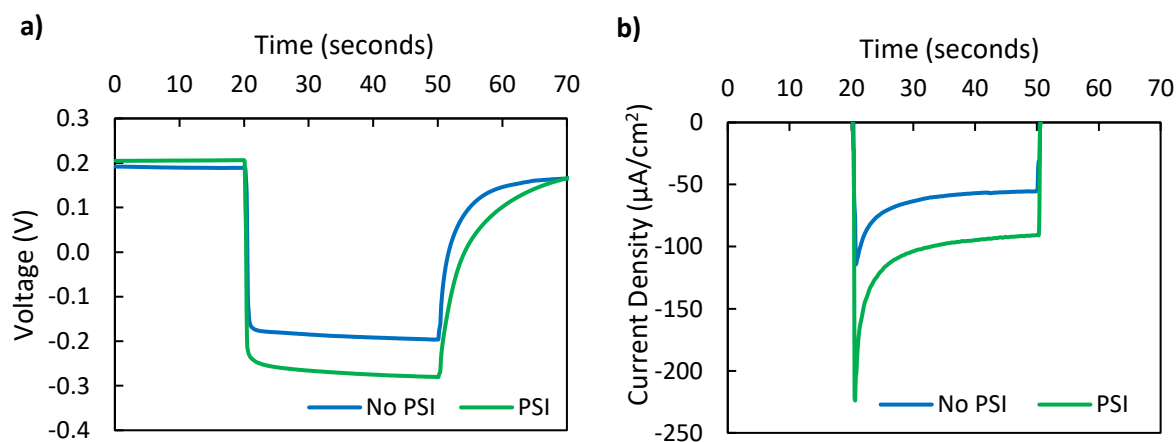 a)
Time (seconds)
0 10 20 30 40 50 60 70
0.3
0.2
0.1
0.0
-0.1
-0.2
-0.3
-0.4
Voltage (V)
No PSI PSI
b)
Time (seconds)
0 10 20 30 40 50 60 70
0
-50
-100
-150
-200
-250
Current Density (µA/cm²)
No PSI PSI